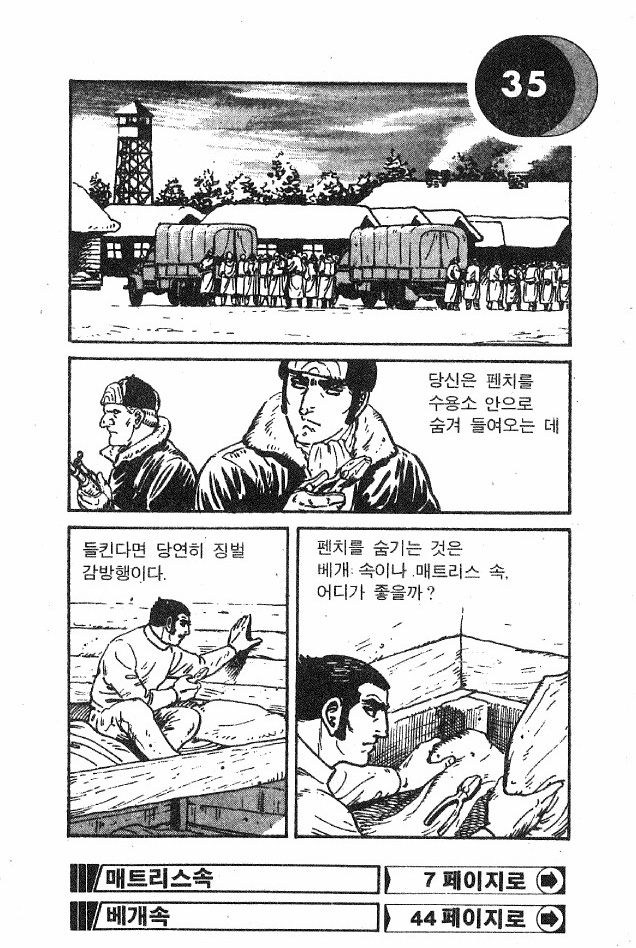 35
당신은 펜치를
수용소 안으로
숨겨 들여오는 데
들킨다면 당연히 징벌
감방행이다.
펜치를 숨기는 것은
베개 속이나 매트리스 속,
어디가 좋을까?
매트리스속
7 페이지로
베개속
44 페이지로